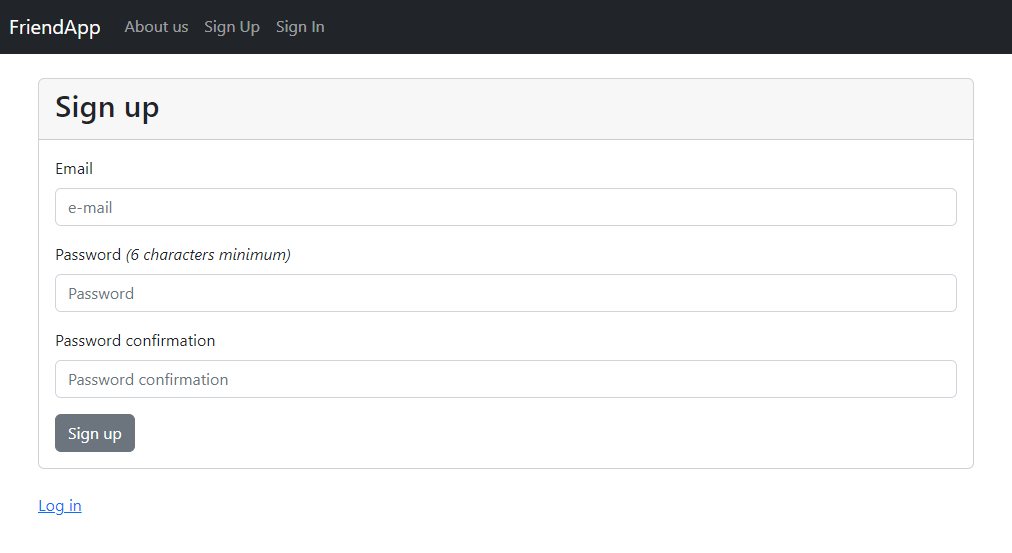 FriendApp About us Sign Up Sign In
Sign up
Email
e-mail
Password (6 characters minimum)
Password
Password confirmation
Password confirmation
Sign up
Log in